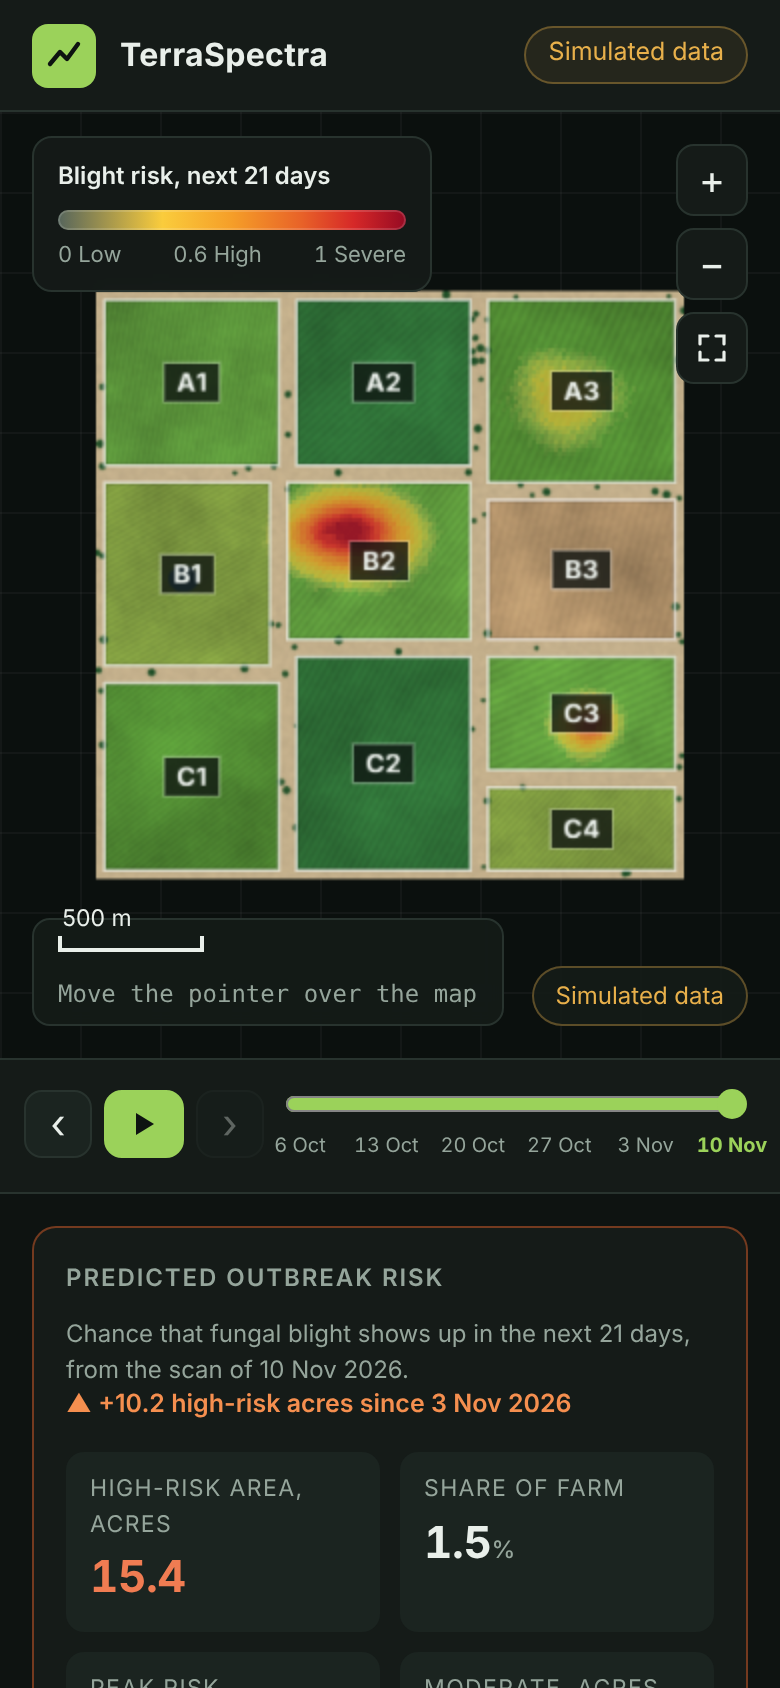 TerraSpectra
Simulated data
Blight risk, next 21 days
0 Low 0.6 High 1 Severe
+
−
A1 A2 A3
B1 B2 B3
C1 C2 C3
C4
500 m
Move the pointer over the map
Simulated data
6 Oct 13 Oct 20 Oct 27 Oct 3 Nov 10 Nov
PREDICTED OUTBREAK RISK
Chance that fungal blight shows up in the next 21 days,
from the scan of 10 Nov 2026.
▲ +10.2 high-risk acres since 3 Nov 2026
HIGH-RISK AREA,
ACRES
15.4
SHARE OF FARM
1.5%
PEAK RISK
MODERATE, ACRES